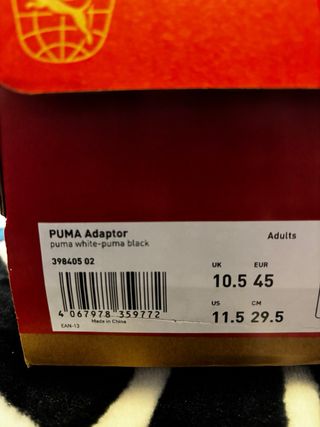 PUMA Adaptor
Adults
puma white-puma black
398405 02
UK EUR
10.5 45
US CM
11.5 29.5
4 067978 359772
EAN-13 Made in China